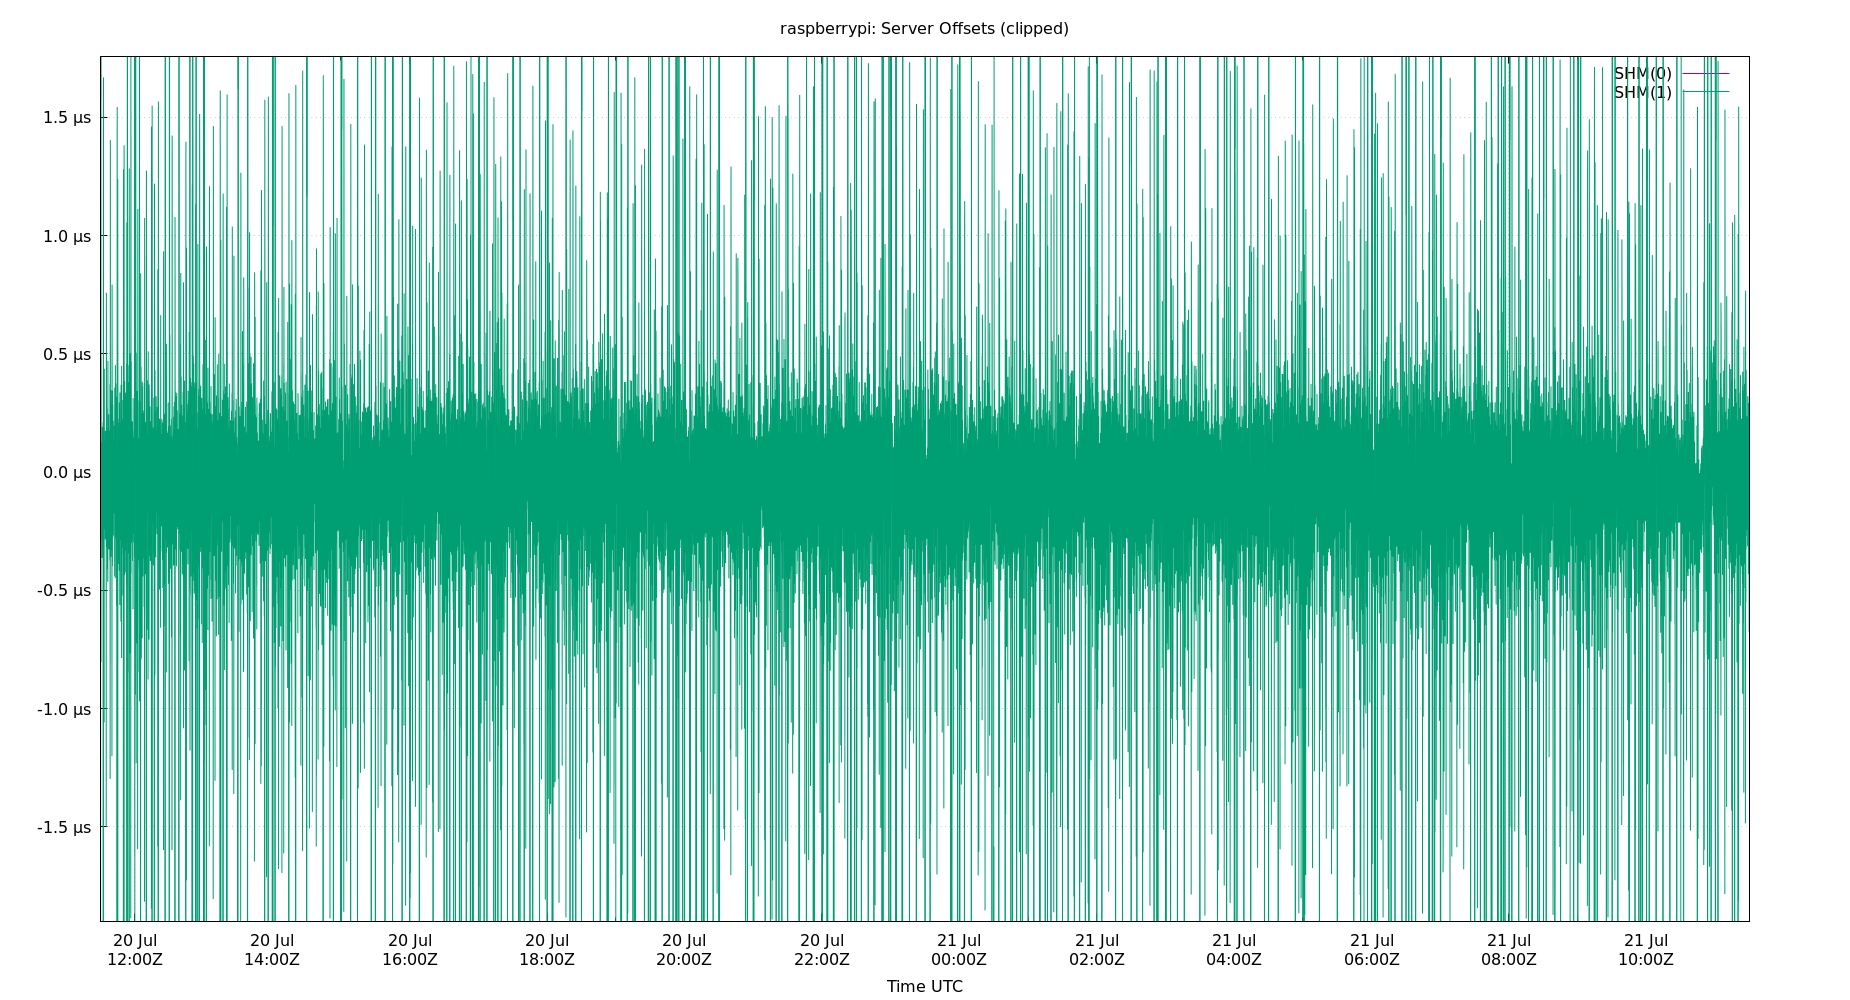 raspberrypi: Server Offsets (clipped)
SHM(0)
SHM(1)
1.5 µs
1.0 µs
0.5 µs
0.0 µs
-0.5 µs
-1.0 µs
-1.5 µs
20 Jul 20 Jul 20 Jul 20 Jul 20 Jul 20 Jul 21 Jul 21 Jul 21 Jul 21 Jul 21 Jul 21 Jul
12:00Z 14:00Z 16:00Z 18:00Z 20:00Z 22:00Z 00:00Z 02:00Z 04:00Z 06:00Z 08:00Z 10:00Z
Time UTC